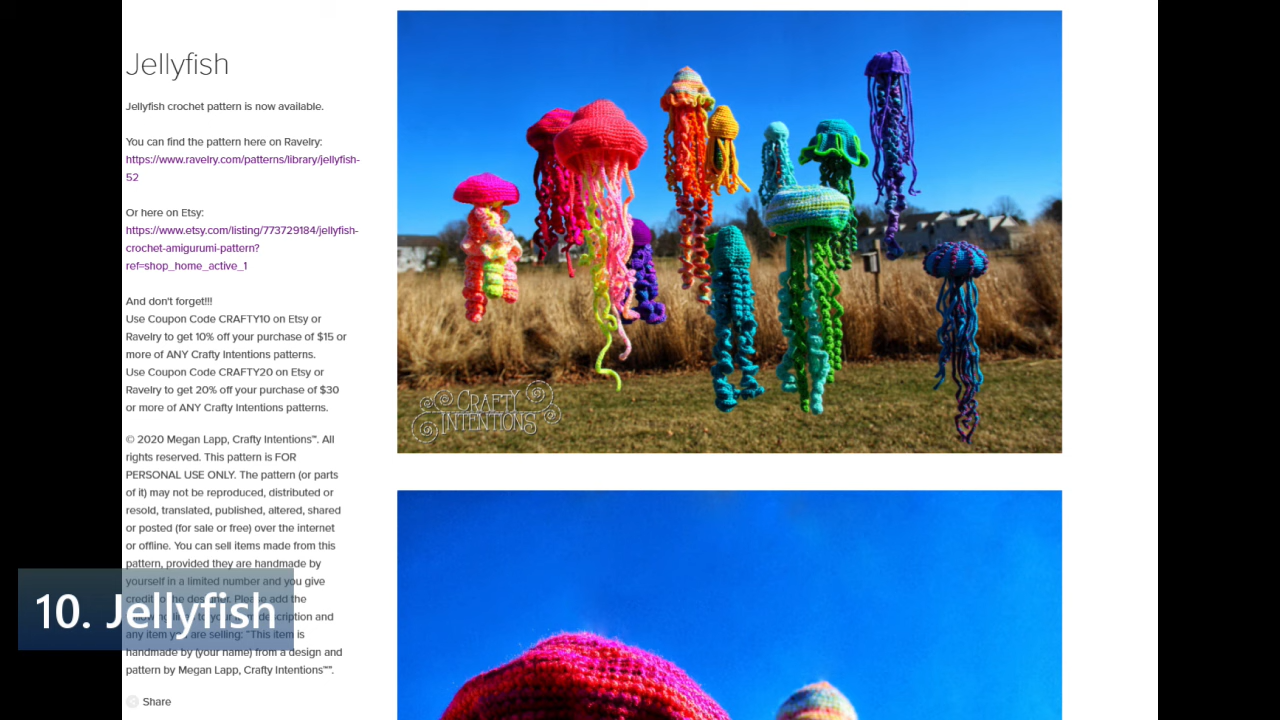 Jellyfish
Jellyfish crochet pattern is now available.
You can find the pattern here on Ravelry:
https://www.ravelry.com/patterns/library/jellyfish-
52
Or here on Etsy:
https://www.etsy.com/listing/773729184/jellyfish-
crochet-amigurumi-pattern?
ref=shop_home_active_1
And don't forget!!!
Use Coupon Code CRAFTY10 on Etsy or
Ravelry to get 10% off your purchase of $15 or
more of ANY Crafty Intentions patterns.
Use Coupon Code CRAFTY20 on Etsy or
Ravelry to get 20% off your purchase of $30
or more of ANY Crafty Intentions patterns.
© 2020 Megan Lapp, Crafty Intentions™. All
rights reserved. This pattern is FOR
PERSONAL USE ONLY. The pattern (or parts
of it) may not be reproduced, distributed or
resold, translated, published, altered, shared
or posted (for sale or free) over the internet
or offline. You can sell items made from this
pattern, provided they are handmade by
yourself in a limited number and you give
credit to the designer. Please add the
to your description and
any item you are selling: "This item is
handmade by (your name) from a design and
pattern by Megan Lapp, Crafty Intentions™".
Share
CRAFTY
INTENTIONS
10. Jellyfish